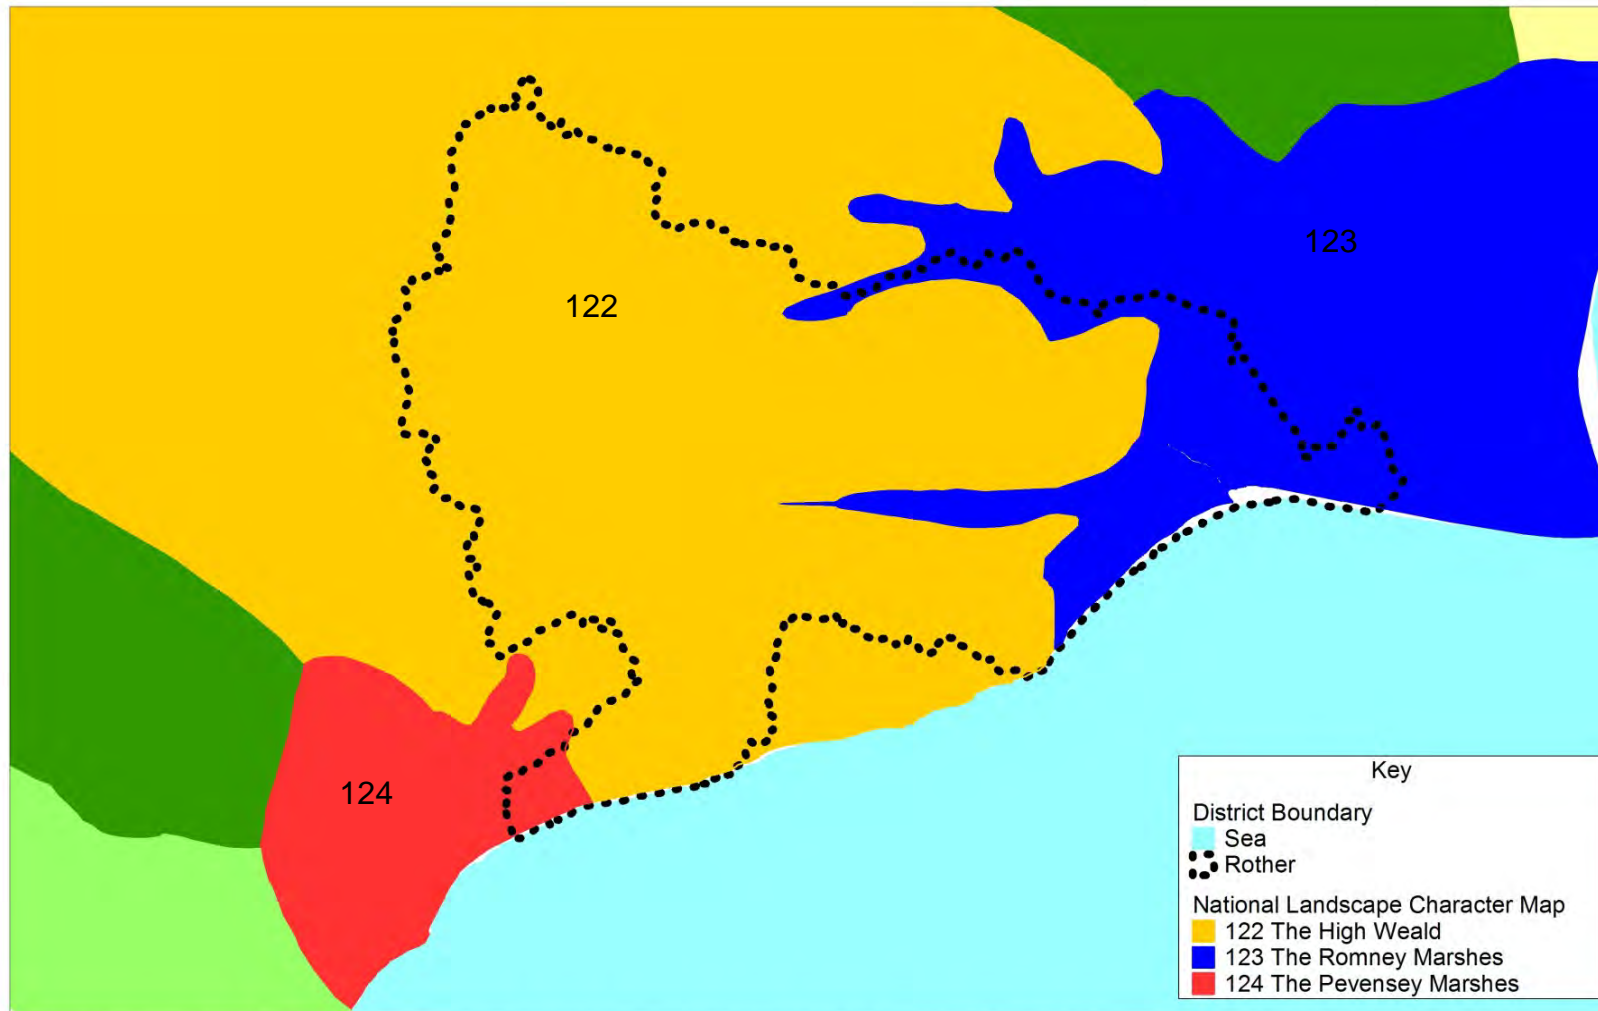 123
122
124
Key
District Boundary
Sea
Rother
National Landscape Character Map
122 The High Weald
123 The Romney Marshes
124 The Pevensey Marshes